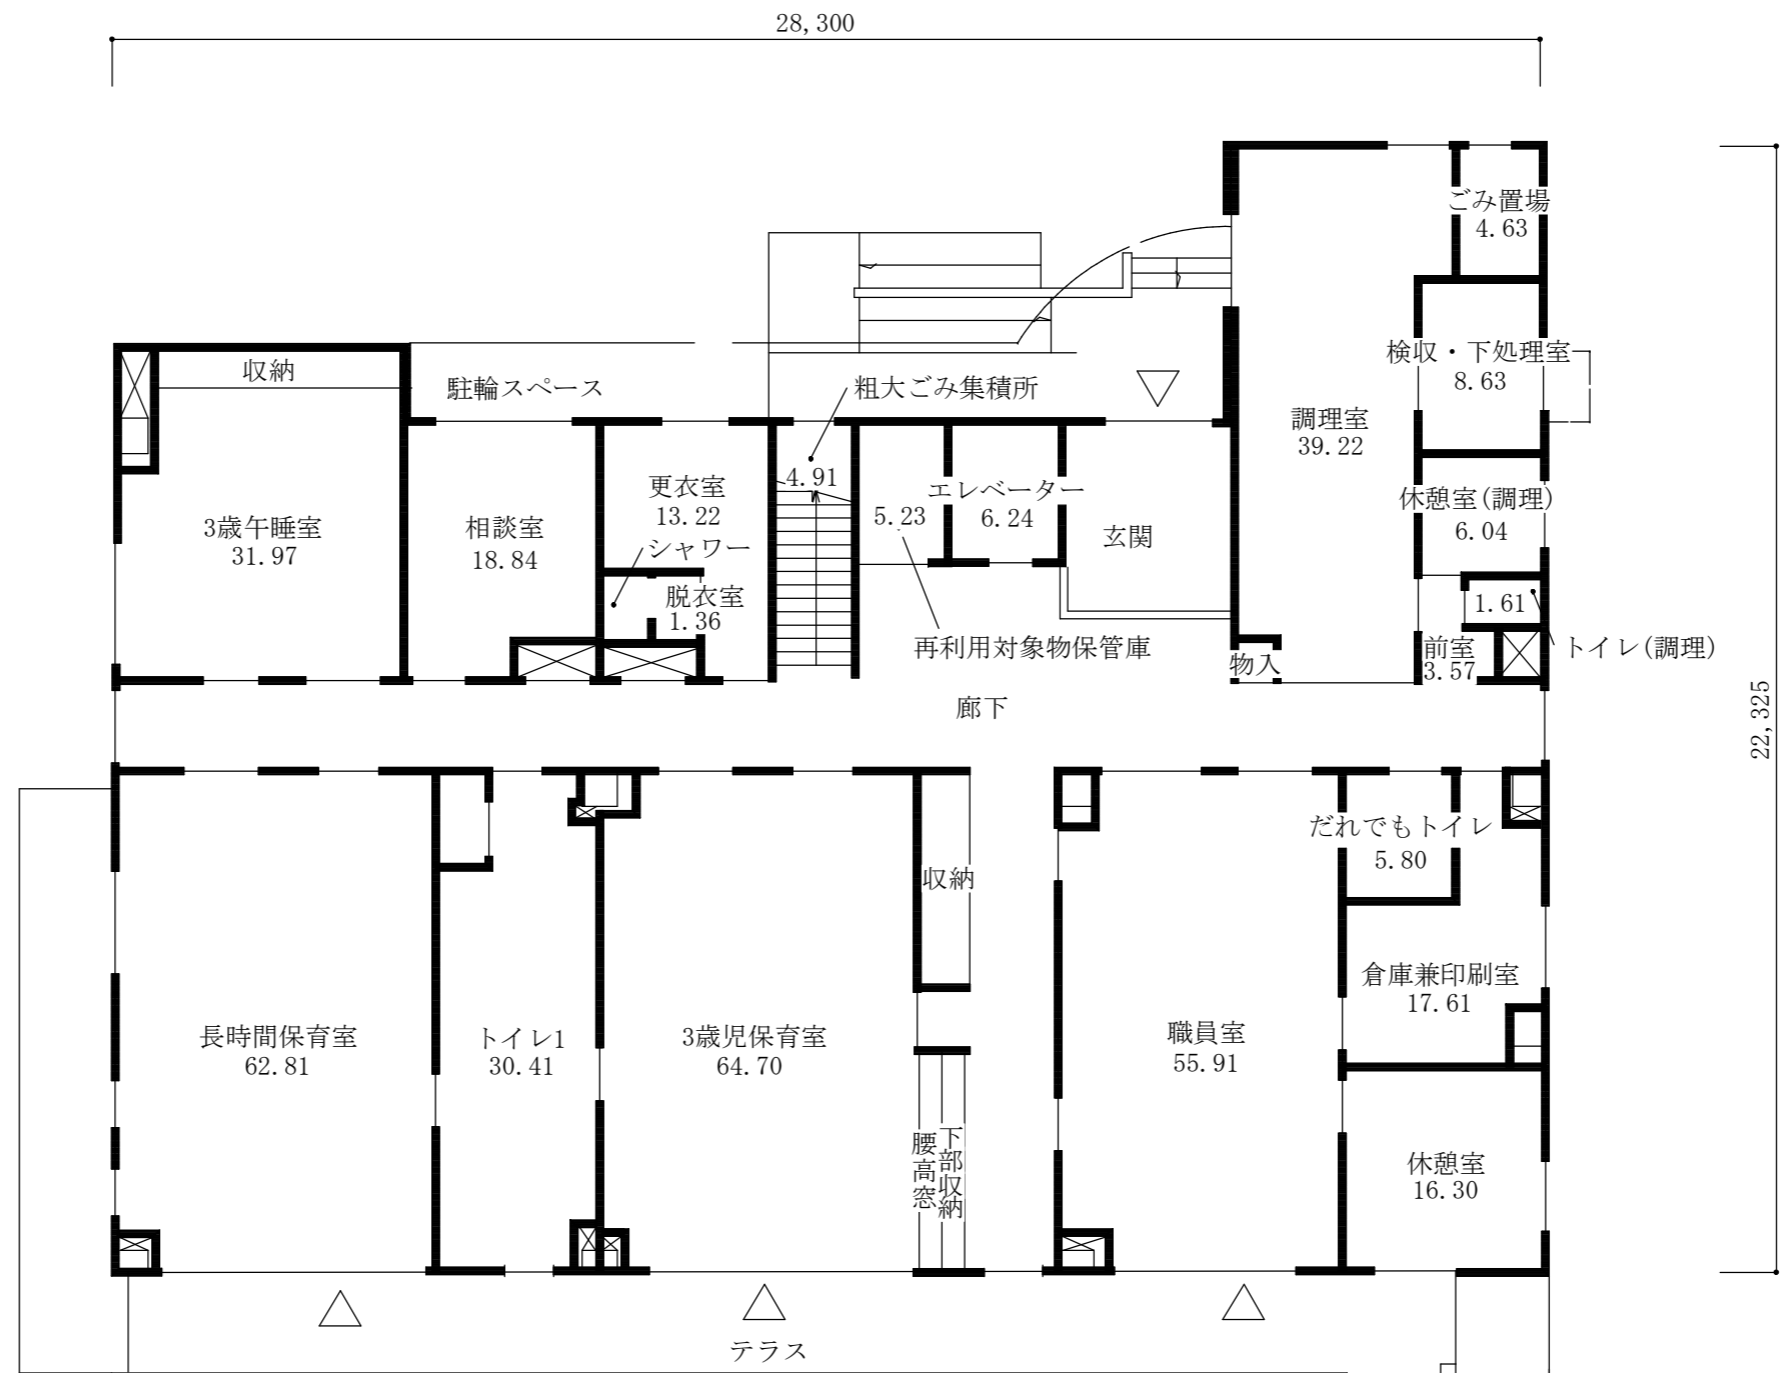 28,300
ごみ置場
4.63
検収・下処理室
8.63
収納
駐輪スペース
粗大ごみ集積所
4.91
調理室
39.22
3歳午睡室
31.97
相談室
18.84
更衣室
13.22
シャワー
脱衣室
1.36
5.23
エレベーター
6.24
玄関
休憩室(調理)
6.04
1.61
トイレ(調理)
前室
3.57
再利用対象物保管庫
物入
廊下
22,325
だれでもトイレ
5.80
収納
倉庫兼印刷室
17.61
長時間保育室
62.81
トイレ1
30.41
3歳児保育室
64.70
職員室
55.91
腰高窓
下部収納
休憩室
16.30
テラス